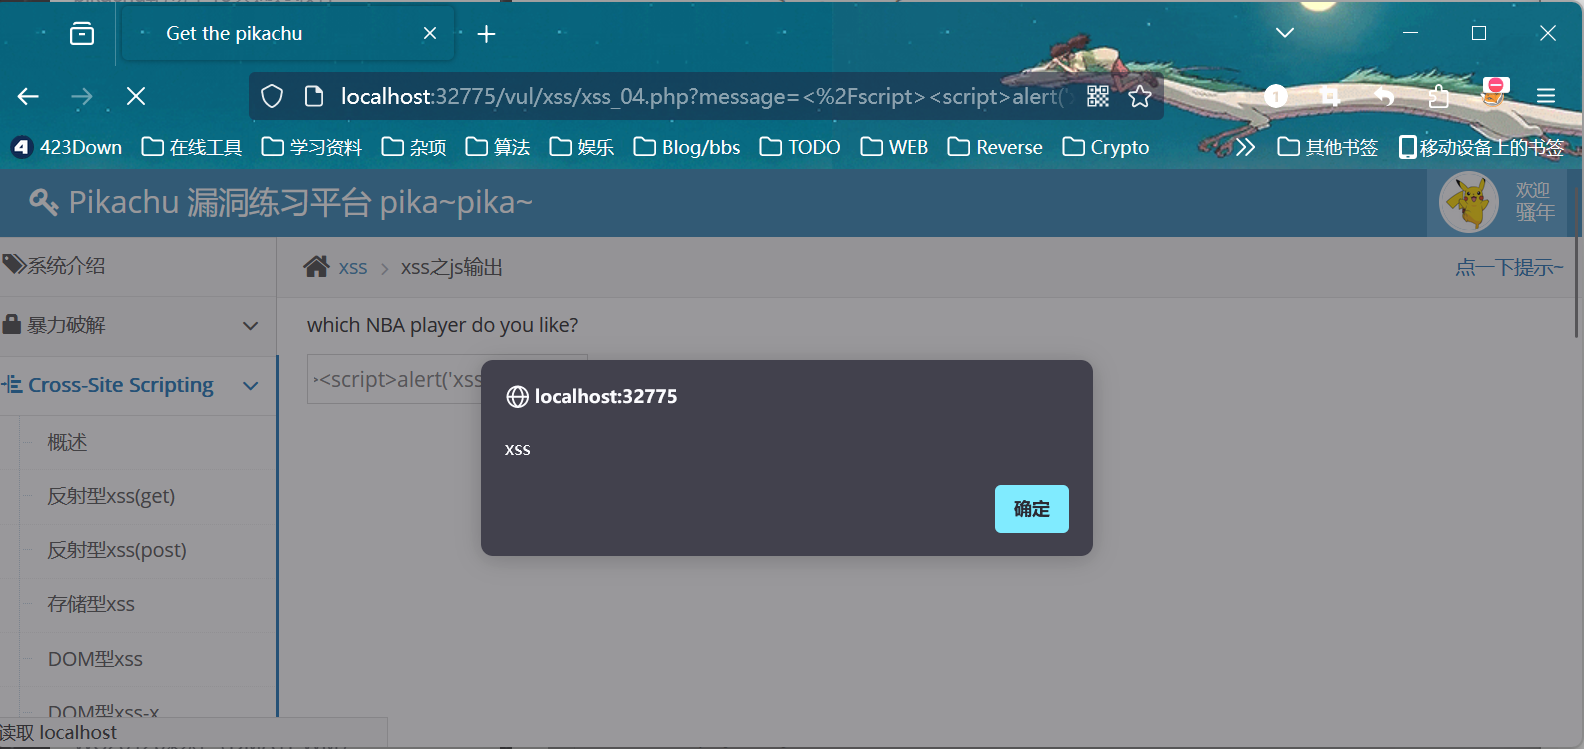 Get the pikachu
localhost:32775/vul/xss/xss_04.php?message=<%2Fscript><script>alert('
423Down 在线工具 学习资料 杂项 算法 娱乐 Blog/bbs TODO WEB Reverse Crypto 其他书签 移动设备上的书签
Pikachu 漏洞练习平台 pika~pika~
欢迎
骚年
系统介绍
xss > xss之js输出
点一下提示~
暴力破解
which NBA player do you like?
Cross-Site Scripting
><script>alert('xss
localhost:32775
xss
确定
概述
反射型xss(get)
反射型xss(post)
存储型xss
DOM型xss
DOM型xss-x
读取 localhost